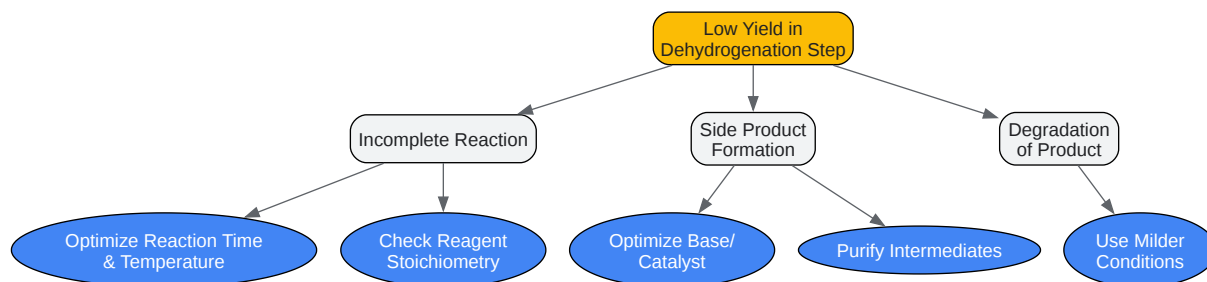 Low Yield in
Dehydrogenation Step
Incomplete Reaction
Side Product
Formation
Degradation
of Product
Optimize Reaction Time
& Temperature
Check Reagent
Stoichiometry
Optimize Base/
Catalyst
Purify Intermediates
Use Milder
Conditions